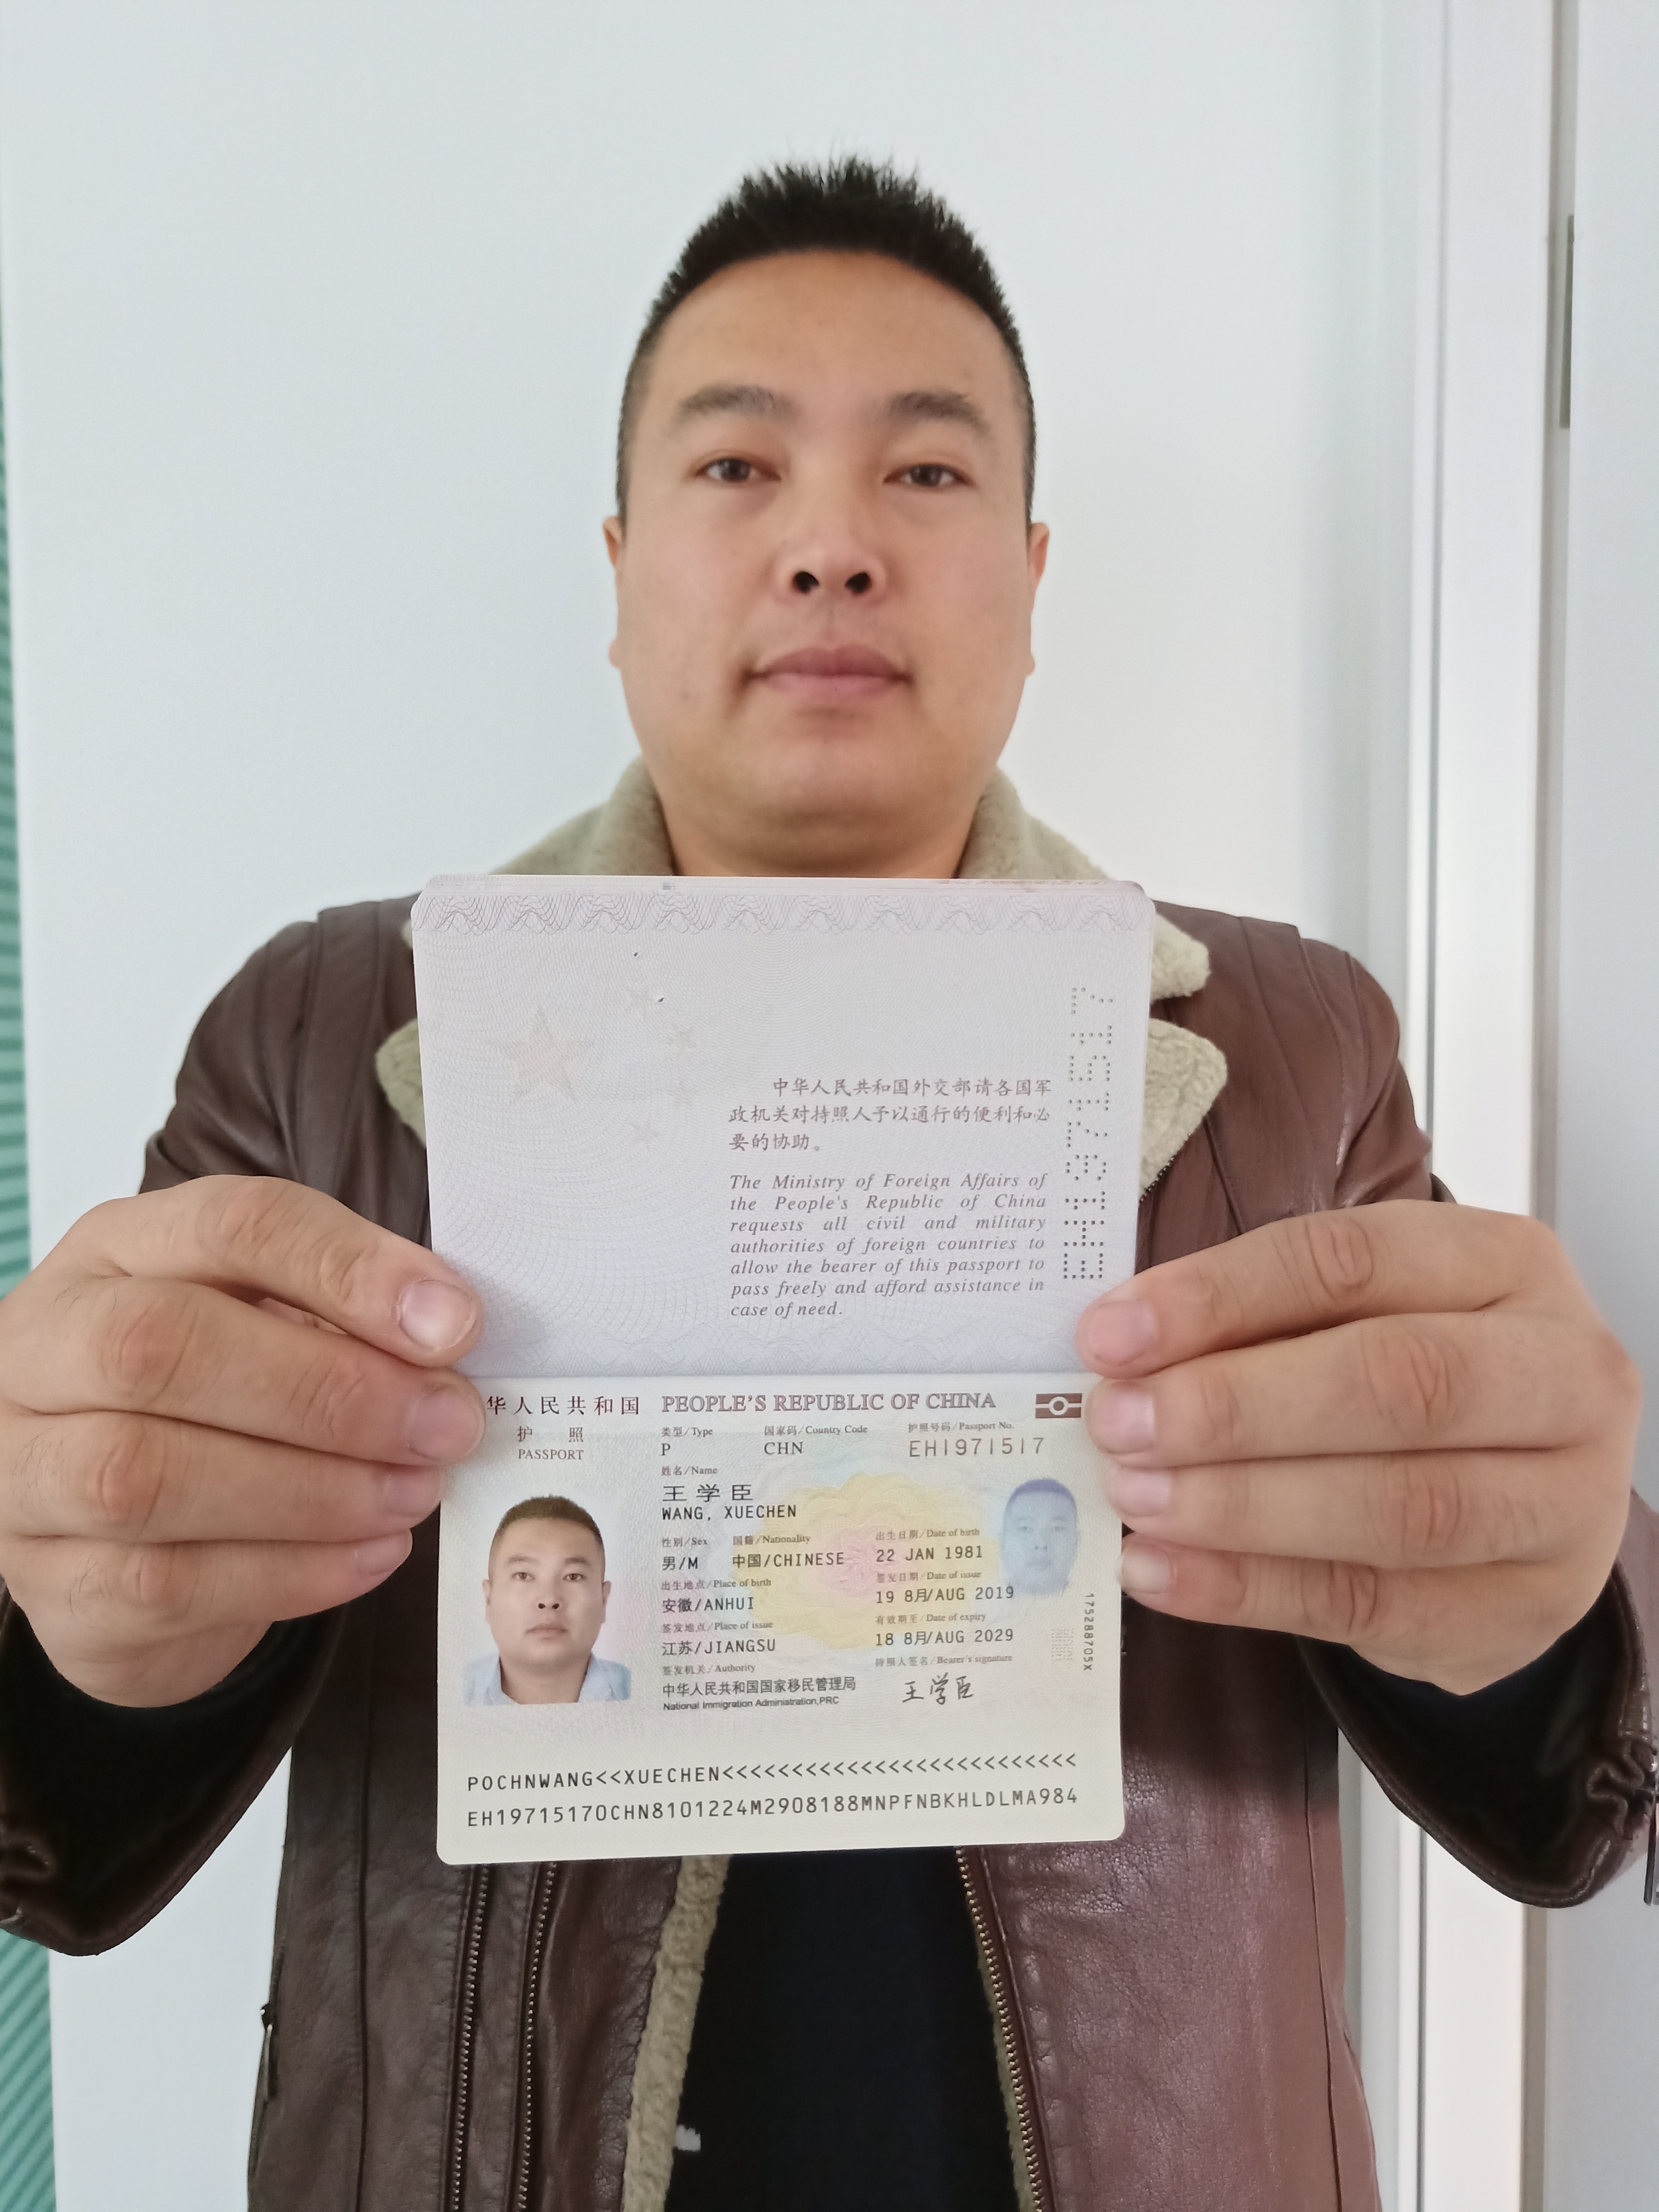 中华人民共和国外交部请各国军
政机关对持照人予以通行的便利和必
要的协助。
The Ministry of Foreign Affairs of
the People's Republic of China
requests all civil and military
authorities of foreign countries to
allow the bearer of this passport to
pass freely and afford assistance in
case of need.
EH1971517
华人民共和国 PEOPLE'S REPUBLIC OF CHINA
护 照
PASSPORT
类型/Type 国家码/Country Code 护照号码/Passport No.
P CHN EH1971517
姓名/Name
王学臣
WANG, XUECHEN
性别/Sex 国籍/Nationality 出生日期/Date of birth
男/M 中国/CHINESE 22 JAN 1981
出生地点/Place of birth 签发日期/Date of issue
安徽/ANHUI 19 8月/AUG 2019
签发地点/Place of issue 有效期至/Date of expiry
江苏/JIANGSU 18 8月/AUG 2029
签发机关/Authority 持照人签名/Bearer's signature
中华人民共和国国家移民管理局 王学臣
National Immigration Administration,PRC
175288705X
POCHNWANG<<XUECHEN<<<<<<<<<<<<<<<<<<<<<<<<<<
EH19715170CHN8101224M2908188MNPFNBKHLDLMA984